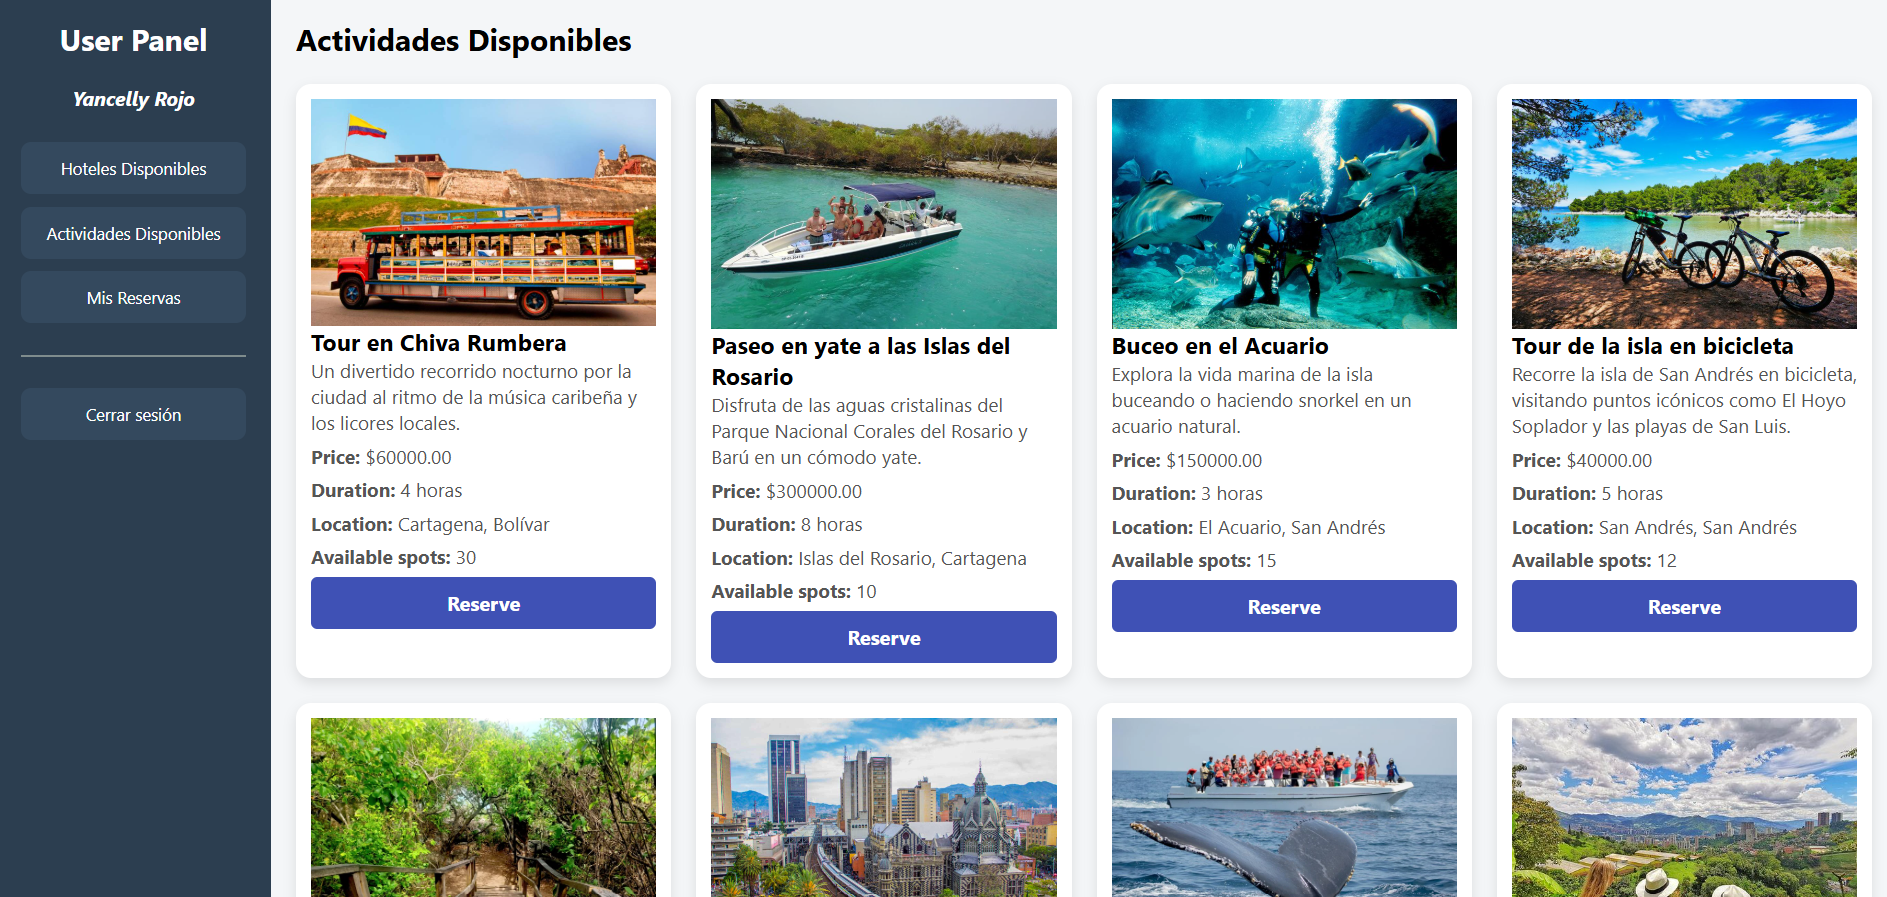 User Panel
Yancelly Rojo
Hoteles Disponibles
Actividades Disponibles
Mis Reservas
Cerrar sesión
Actividades Disponibles
Tour en Chiva Rumbera
Un divertido recorrido nocturno por la
ciudad al ritmo de la música caribeña y
los licores locales.
Price: $60000.00
Duration: 4 horas
Location: Cartagena, Bolívar
Available spots: 30
Reserve
Paseo en yate a las Islas del
Rosario
Disfruta de las aguas cristalinas del
Parque Nacional Corales del Rosario y
Barú en un cómodo yate.
Price: $300000.00
Duration: 8 horas
Location: Islas del Rosario, Cartagena
Available spots: 10
Reserve
Buceo en el Acuario
Explora la vida marina de la isla
buceando o haciendo snorkel en un
acuario natural.
Price: $150000.00
Duration: 3 horas
Location: El Acuario, San Andrés
Available spots: 15
Reserve
Tour de la isla en bicicleta
Recorre la isla de San Andrés en bicicleta,
visitando puntos icónicos como El Hoyo
Soplador y las playas de San Luis.
Price: $40000.00
Duration: 5 horas
Location: San Andrés, San Andrés
Available spots: 12
Reserve